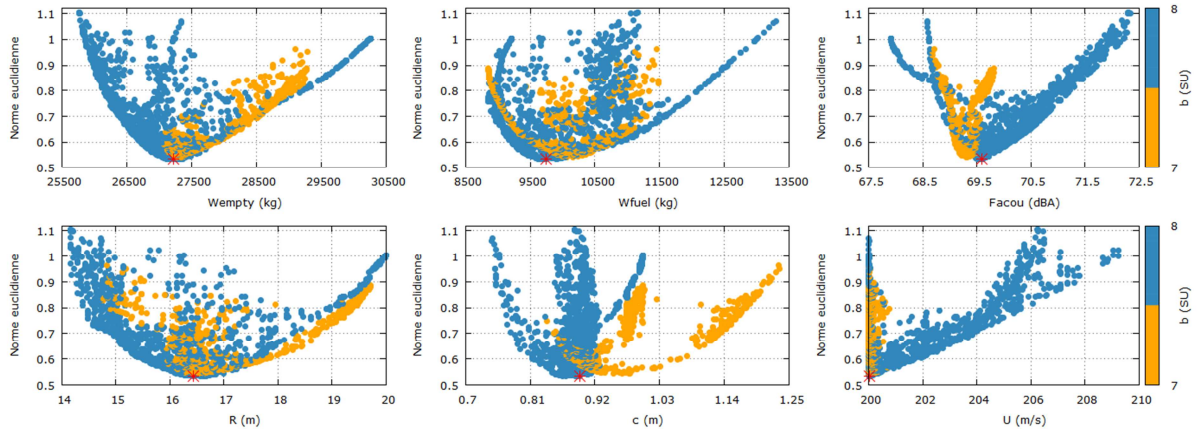 1.1
1
0.9
0.8
0.7
0.6
0.5
Norme euclidienne
25500 26500 27500 28500 29500 30500
Wempty (kg)
1.1
1
0.9
0.8
0.7
0.6
0.5
Norme euclidienne
8500 9500 10500 11500 12500 13500
Wfuel (kg)
1.1
1
0.9
0.8
0.7
0.6
0.5
Norme euclidienne
67.5 68.5 69.5 70.5 71.5 72.5
Facou (dBA)
8
7
b (SU)
1.1
1
0.9
0.8
0.7
0.6
0.5
Norme euclidienne
14 15 16 17 18 19 20
R (m)
1.1
1
0.9
0.8
0.7
0.6
0.5
Norme euclidienne
0.7 0.81 0.92 1.03 1.14 1.25
c (m)
1.1
1
0.9
0.8
0.7
0.6
0.5
Norme euclidienne
200 202 204 206 208 210
U (m/s)
8
7
b (SU)